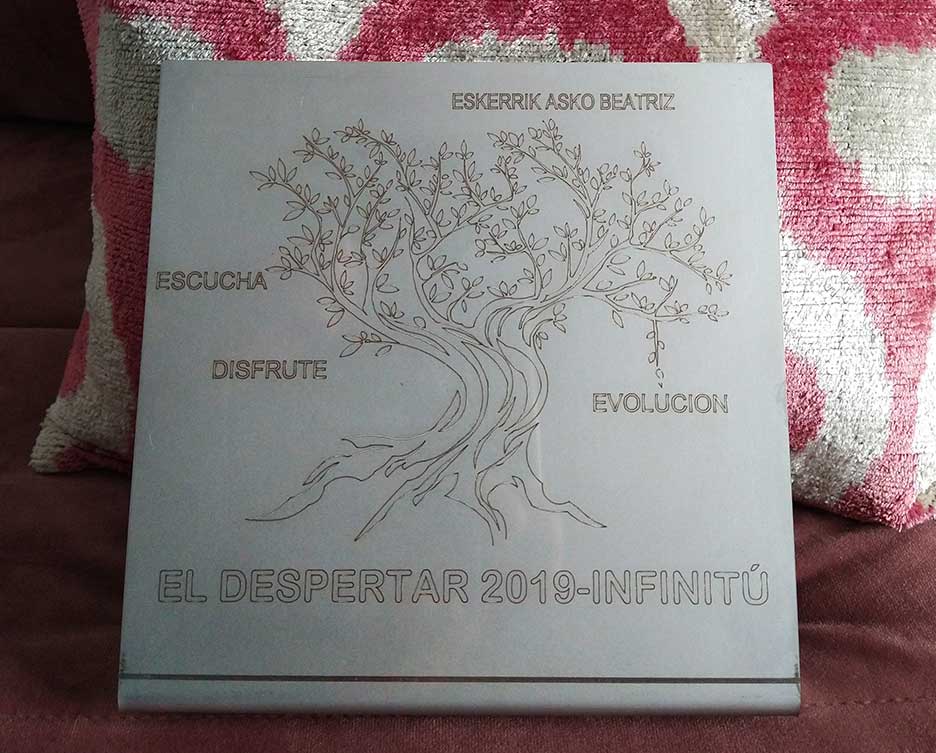 ESKERRIK ASKO BEATRIZ
ESCUCHA
DISFRUTE
EVOLUCION
EL DESPERTAR 2019-INFINITÚ